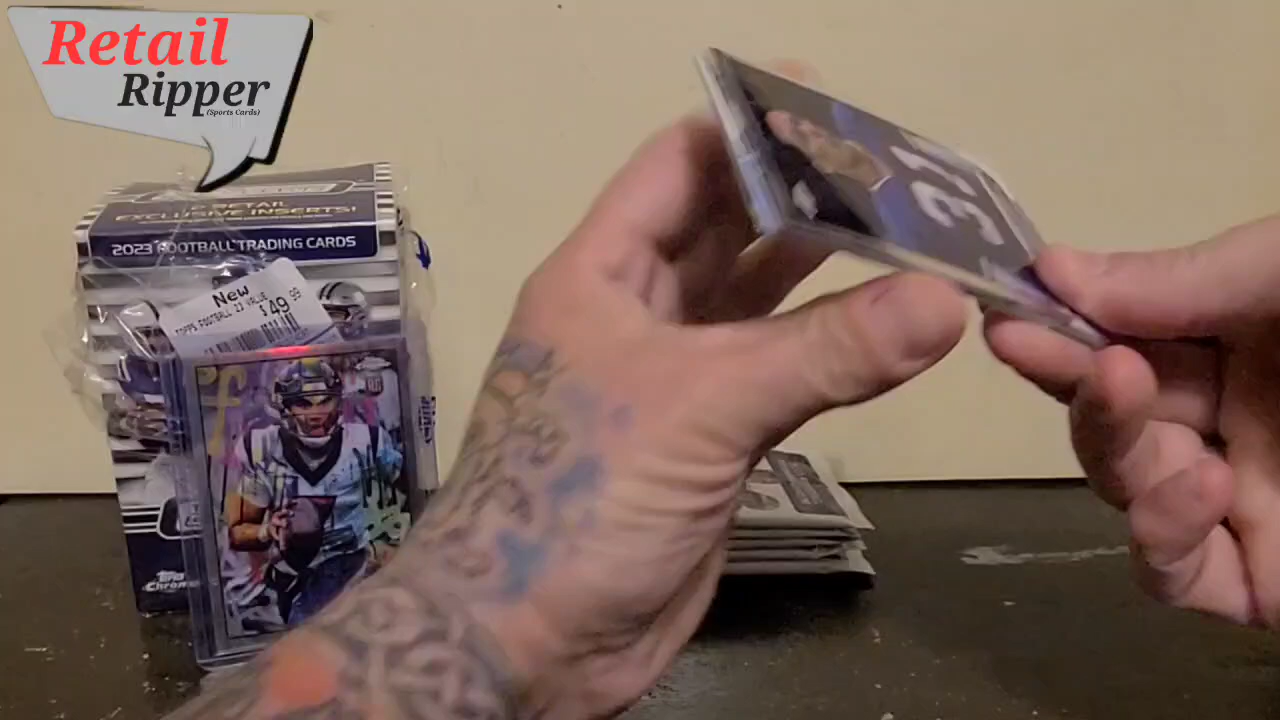 Retail
Ripper
(Sports Cards)
RETAIL
EXCLUSIVE INSERTS!
2023 FOOTBALL TRADING CARDS
New
TOPPS FOOTBALL 23 VALUE
$49.99
Topps
Chrome
31